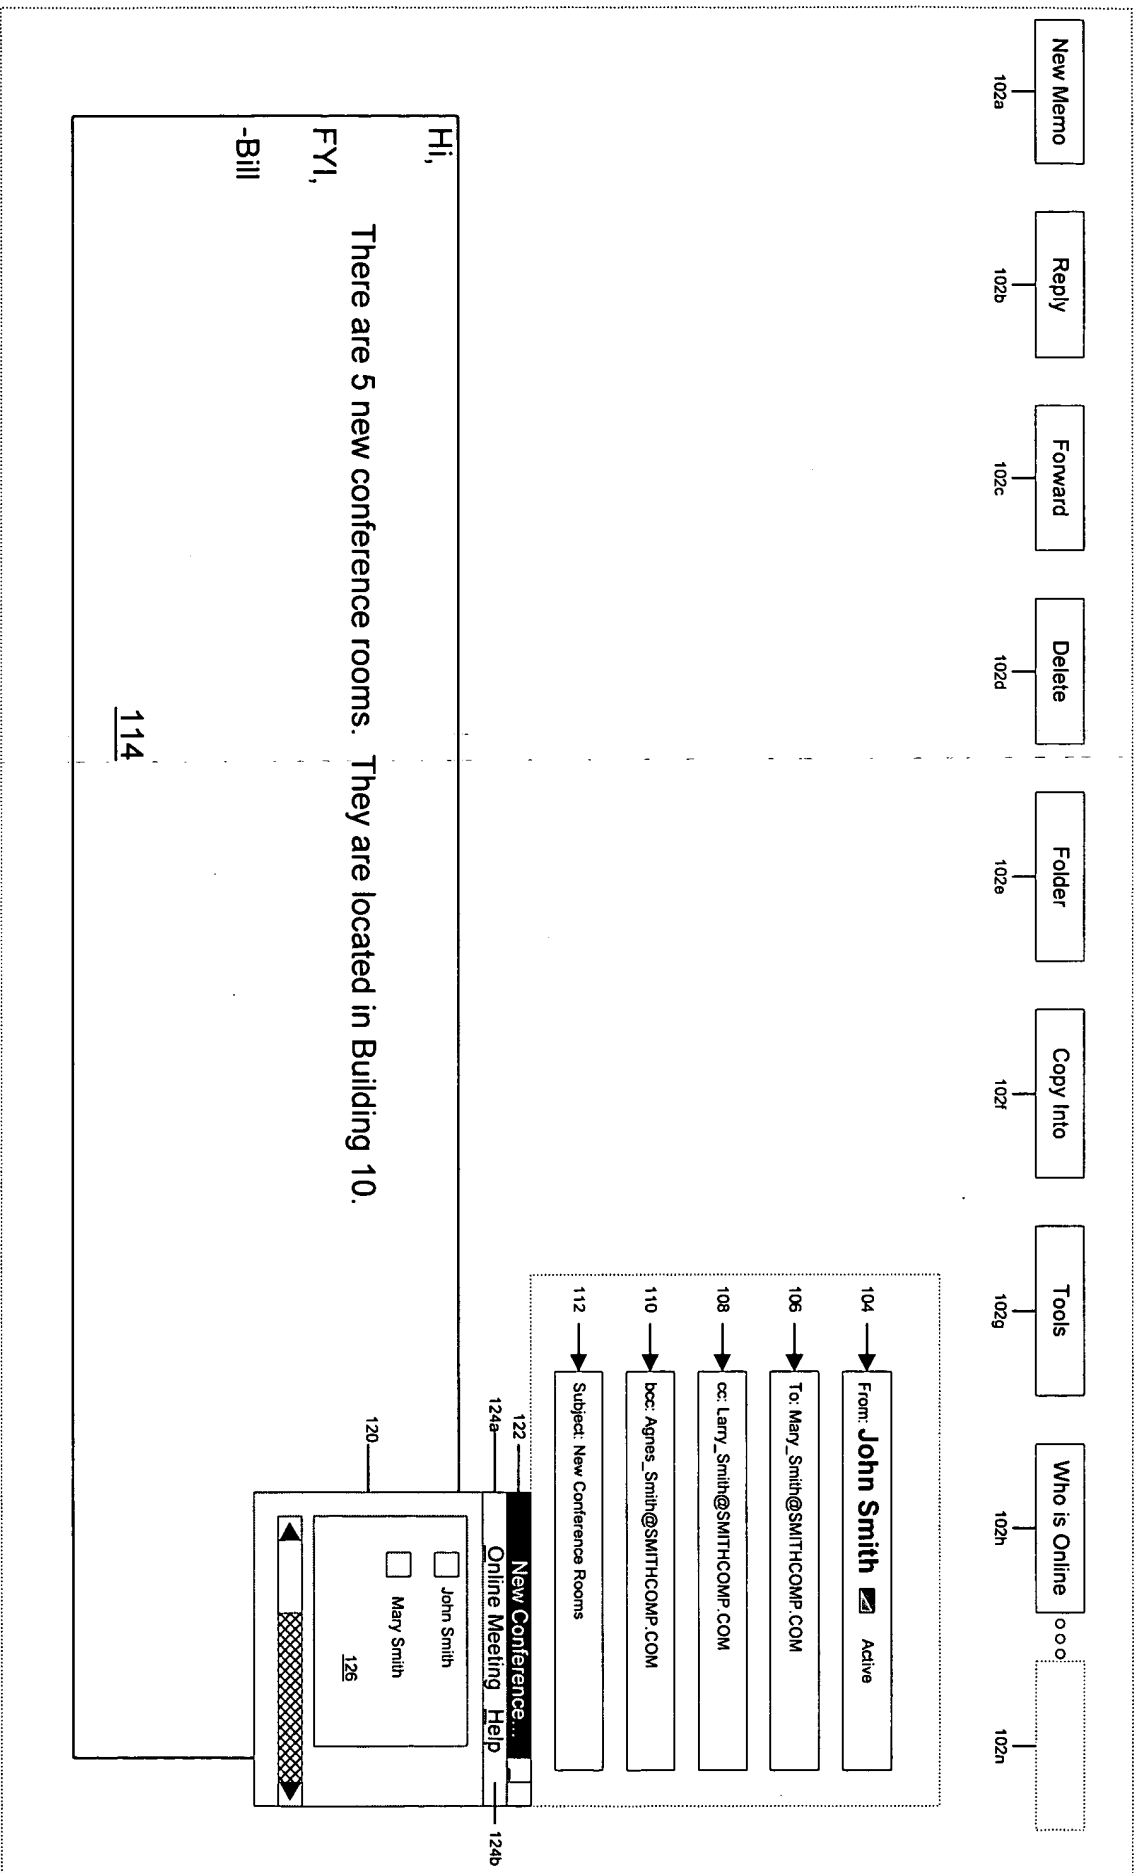 New Memo
Reply
Forward
Delete
Folder
Copy Into
Tools
Who is Online
102a
102b
102c
102d
102e
102f
102g
102h
102n
104
From: John Smith Active
106
To: Mary_Smith@SMITHCOMP.COM
108
cc: Larry_Smith@SMITHCOMP.COM
110
bcc: Agnes_Smith@SMITHCOMP.COM
112
Subject: New Conference Rooms
122
New Conference...
124a
Online Meeting Help
124b
John Smith
Mary Smith
126
120
Hi,
There are 5 new conference rooms. They are located in Building 10.
FYI,
-Bill
114